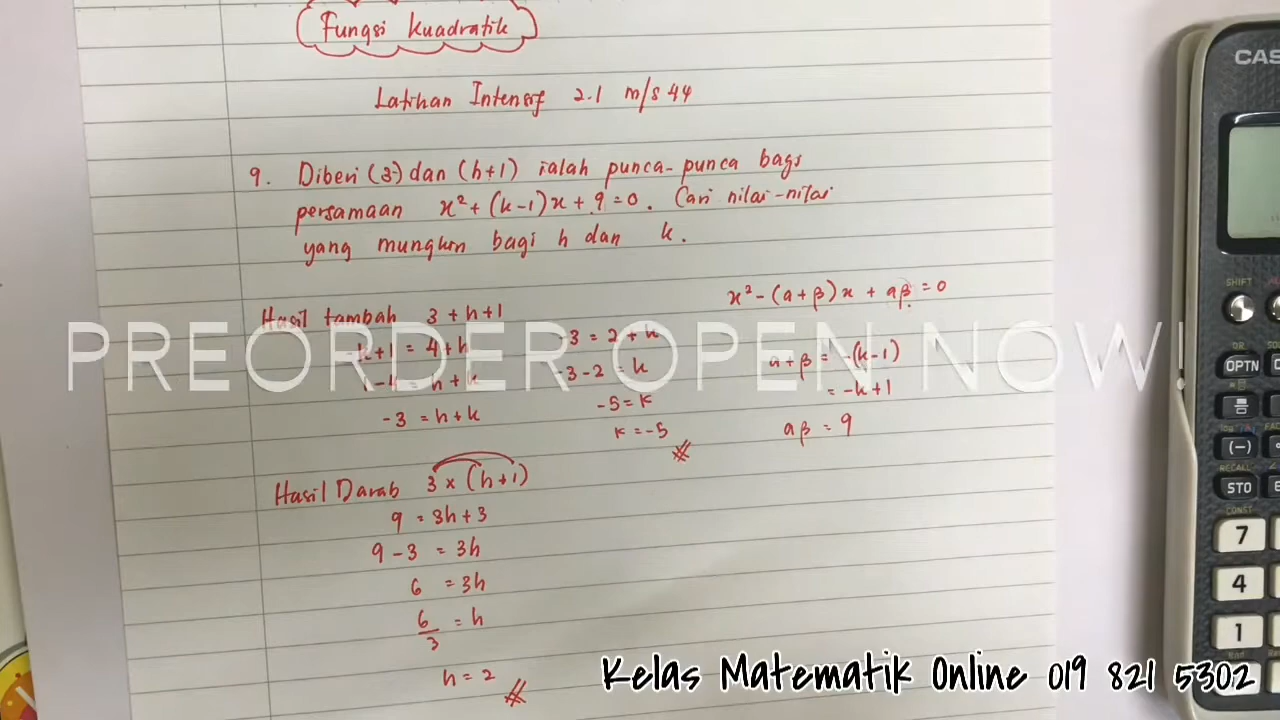 Fungsi Kuadratik
Latihan Intensif 2.1 m/s 44
9. Diberi (3) dan (h+1) ialah punca-punca bagi
persamaan x² + (k-1)x + 9 = 0. Cari nilai-nilai
yang mungkin bagi h dan k.
x² - (α+β)x + αβ = 0
Hasil tambah 3 + h + 1
-k+1 = 4+h
1-4 = h + k
-3 = h+k
-3 = 2 + k
-3 - 2 = k
-5 = k
k = -5
α+β = -(k-1)
= -k+1
αβ = 9
PREORDER OPEN NOW!
Hasil Darab 3 × (h+1)
9 = 3h+3
9 - 3 = 3h
6 = 3h
6/3 = h
h = 2
Kelas Matematik Online 019 821 5302
CAS
SHIFT
OPTN
(-)
RECALL
STO
CONST
7
4
1